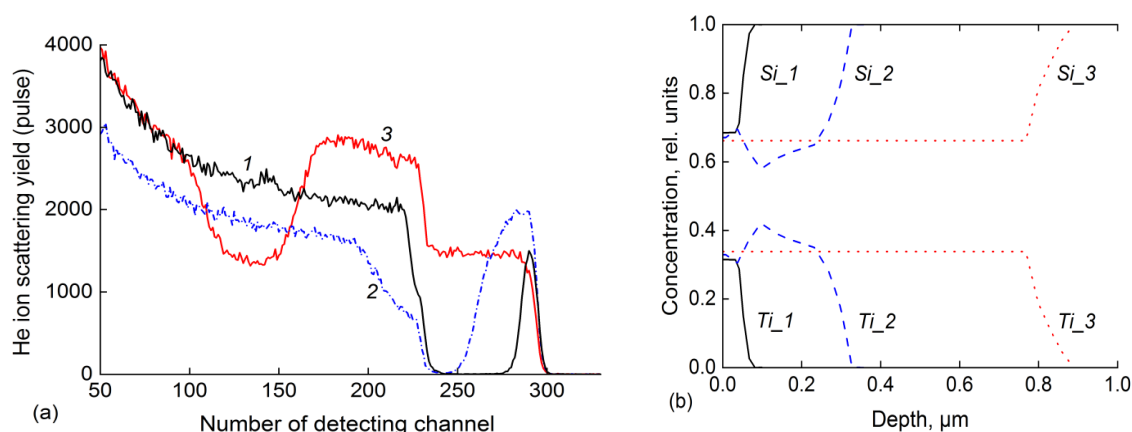 4000
3000
2000
1000
0
50
100
150
200
250
300
He ion scattering yield (pulse)
Number of detecting channel
1
2
3
(a)
1.0
0.8
0.6
0.4
0.2
0.0
0.0
0.2
0.4
0.6
0.8
1.0
Concentration, rel. units
Depth, µm
Si_1
Si_2
Si_3
Ti_1
Ti_2
Ti_3
(b)